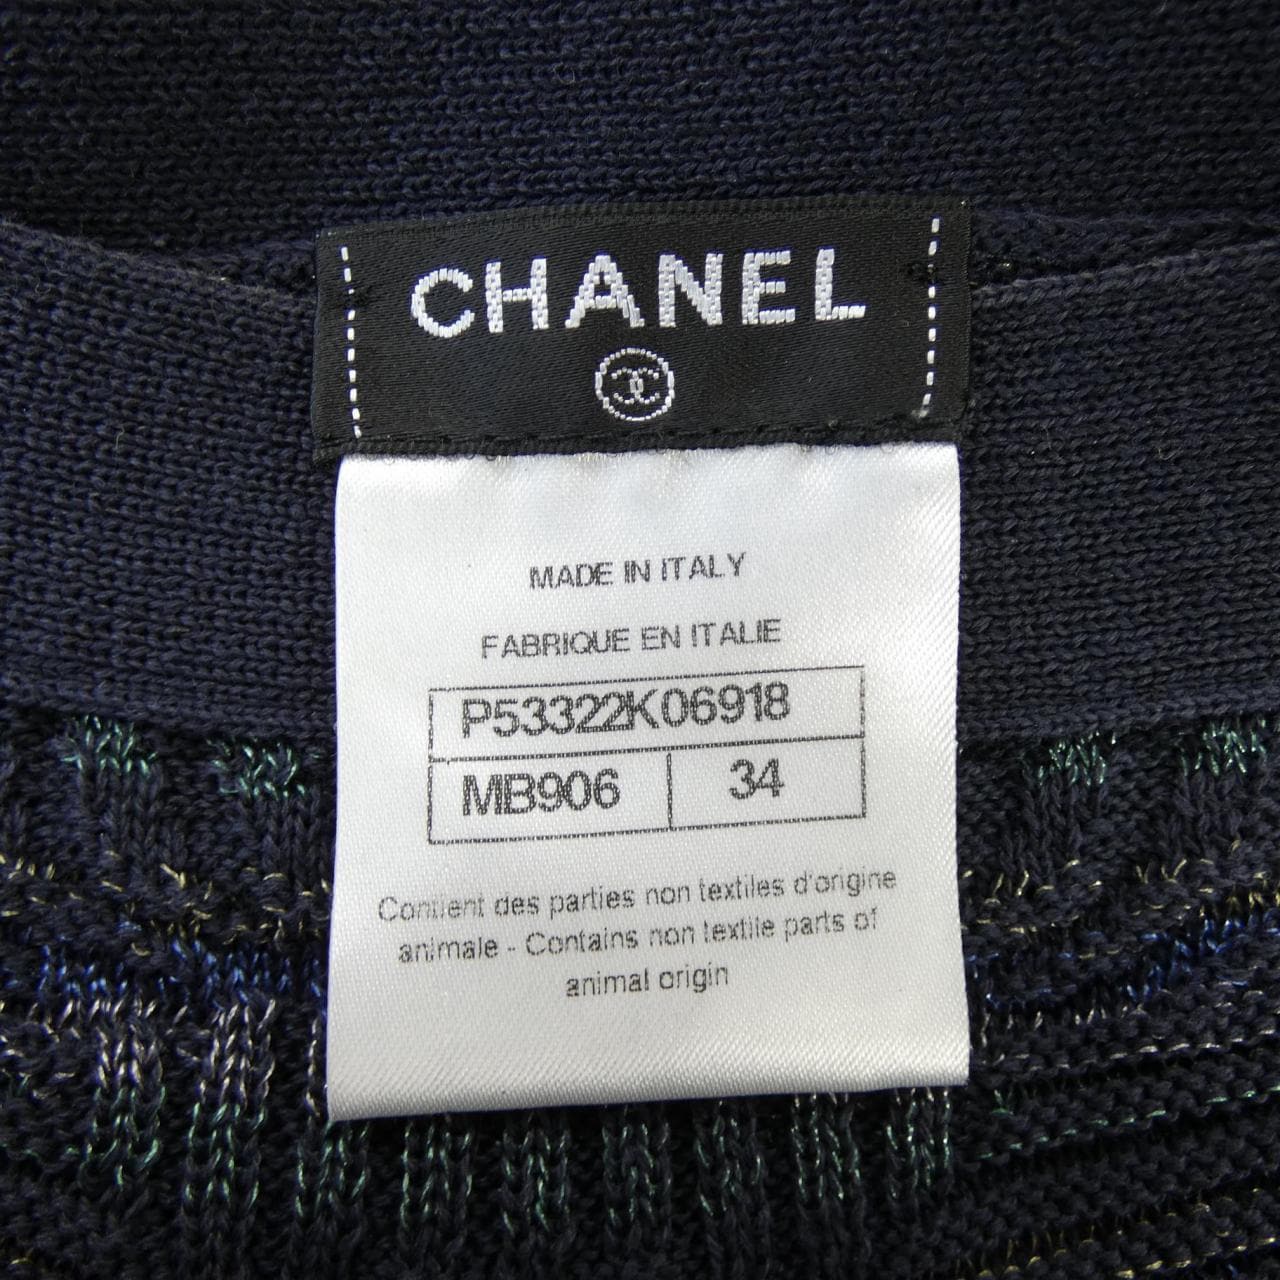 CHANEL
MADE IN ITALY
FABRIQUE EN ITALIE
P53322K06918
MB906 34
Contient des parties non textiles d'origine
animale - Contains non textile parts of
animal origin